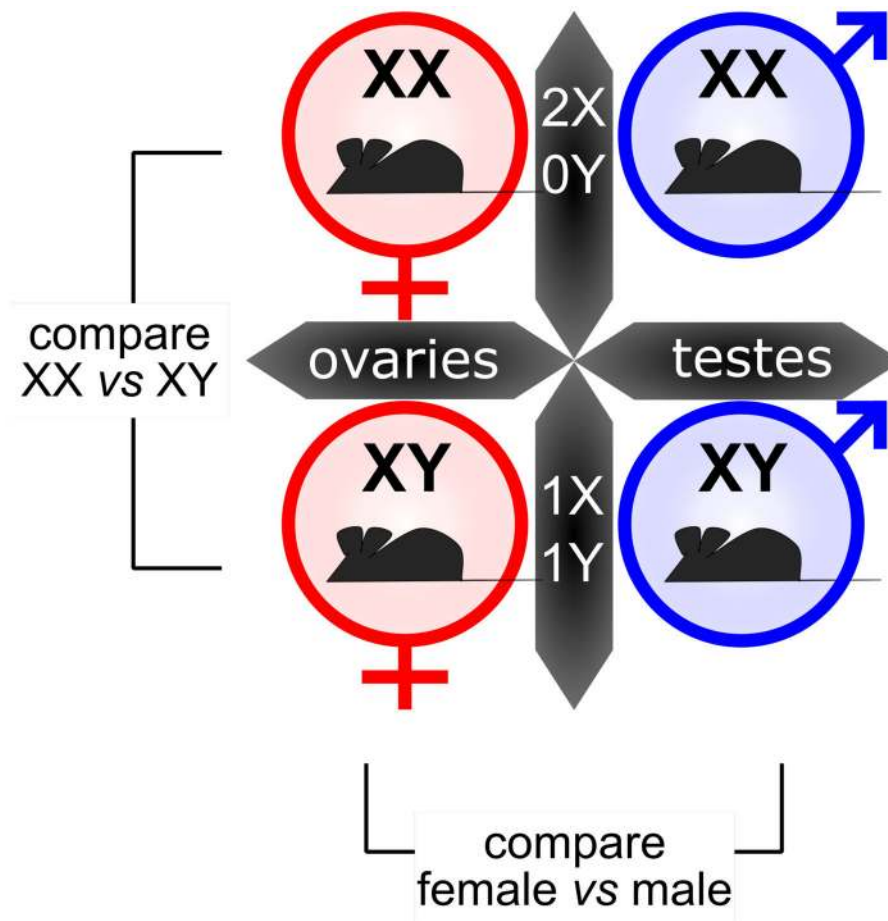 XX
2X
0Y
XX
compare
XX vs XY
ovaries
testes
XY
1X
1Y
XY
compare
female vs male